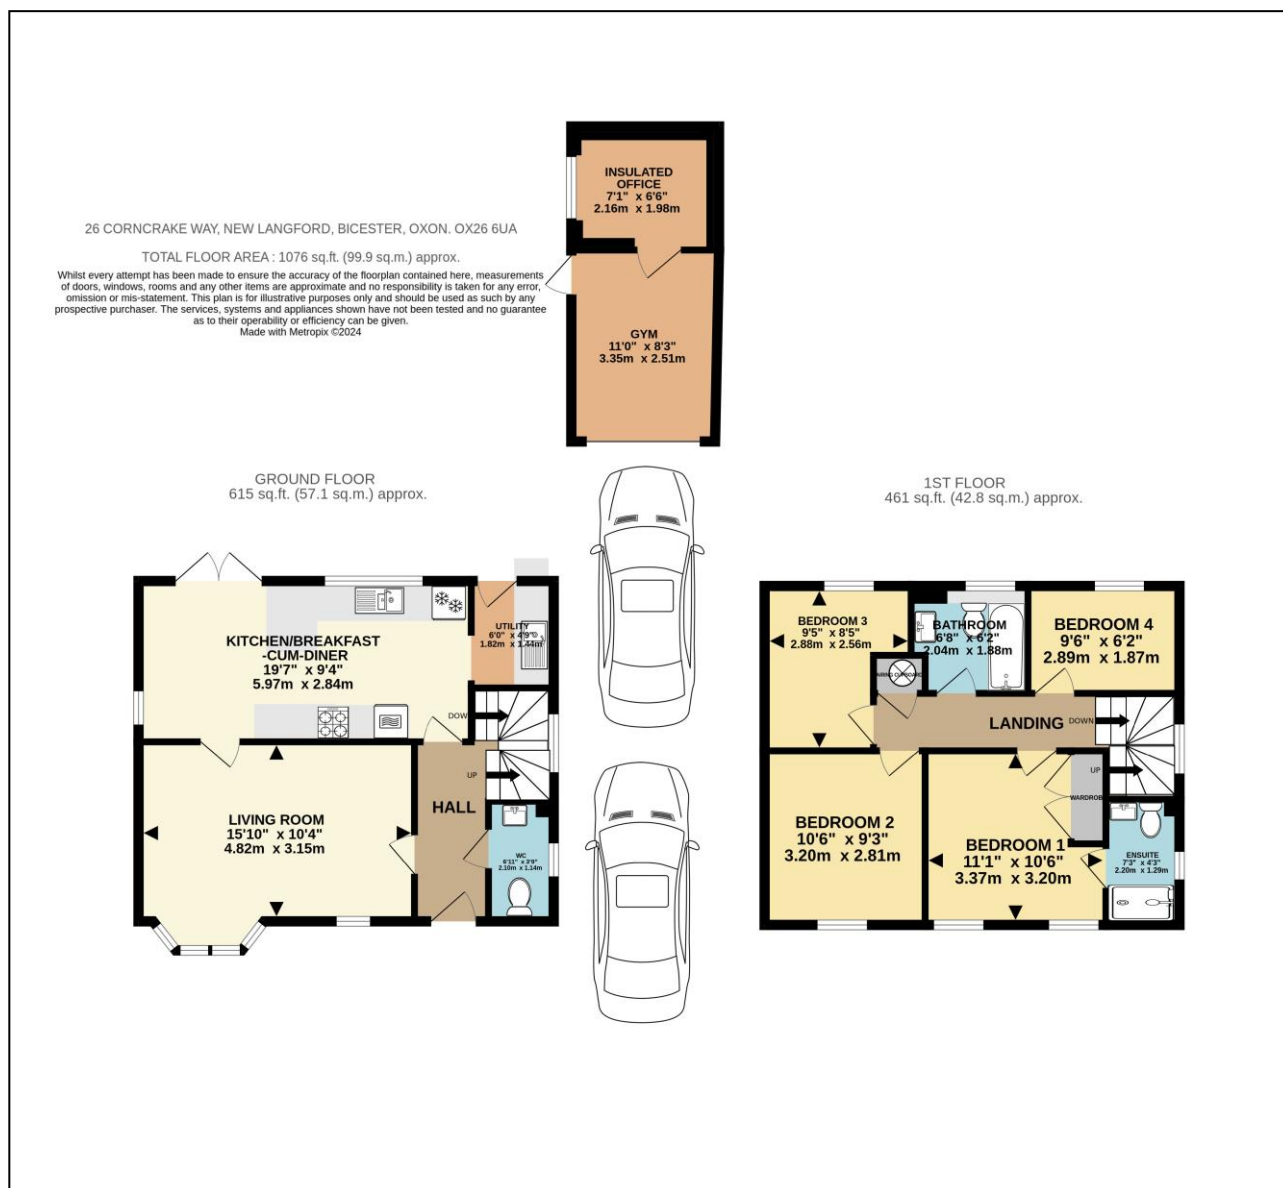 INSULATED
OFFICE
7'1" x 6'6"
2.16m x 1.98m
26 CORNCRAKE WAY, NEW LANGFORD, BICESTER, OXON. OX26 6UA
TOTAL FLOOR AREA : 1076 sq.ft. (99.9 sq.m.) approx.
Whilst every attempt has been made to ensure the accuracy of the floorplan contained here, measurements
of doors, windows, rooms and any other items are approximate and no responsibility is taken for any error,
omission or mis-statement. This plan is for illustrative purposes only and should be used as such by any
prospective purchaser. The services, systems and appliances shown have not been tested and no guarantee
as to their operability or efficiency can be given.
Made with Metropix ©2024
GYM
11'0" x 8'3"
3.35m x 2.51m
GROUND FLOOR
615 sq.ft. (57.1 sq.m.) approx.
KITCHEN/BREAKFAST
-CUM-DINER
19'7" x 9'4"
5.97m x 2.84m
UTILITY
6'0" x 4'9"
1.82m x 1.44m
DOW
UP
HALL
LIVING ROOM
15'10" x 10'4"
4.82m x 3.15m
WC
6'11" x 3'9"
2.10m x 1.14m
1ST FLOOR
461 sq.ft. (42.8 sq.m.) approx.
BEDROOM 3
9'5" x 8'5"
2.88m x 2.56m
BATHROOM
6'8" x 6'2"
2.04m x 1.88m
BEDROOM 4
9'6" x 6'2"
2.89m x 1.87m
AIRING CUPBOARD
LANDING
DOWN
UP
WARDROBE
BEDROOM 2
10'6" x 9'3"
3.20m x 2.81m
BEDROOM 1
11'1" x 10'6"
3.37m x 3.20m
ENSUITE
7'3" x 4'3"
2.20m x 1.29m